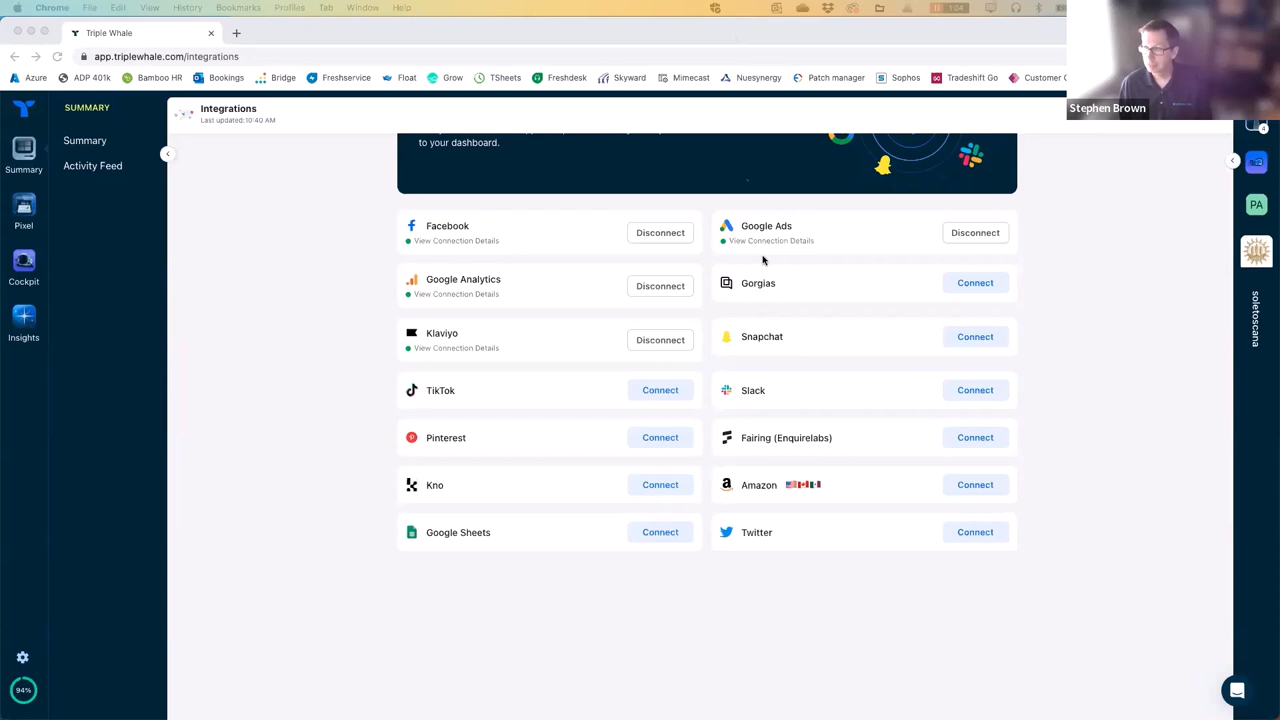 Chrome File Edit View History Bookmarks Profiles Tab Window Help 1:04
Triple Whale
app.triplewhale.com/integrations
Azure ADP 401k Bamboo HR Bookings Bridge Freshservice Float Grow TSheets Freshdesk Skyward Mimecast Nuesynergy Patch manager Sophos Tradeshift Go Customer
Stephen Brown
SUMMARY
Summary
Activity Feed
Summary
Pixel
Cockpit
Insights
94%
Integrations
Last updated: 10:40 AM
to your dashboard.
Facebook
View Connection Details
Disconnect
Google Ads
View Connection Details
Disconnect
Google Analytics
View Connection Details
Disconnect
Gorgias
Connect
Klaviyo
View Connection Details
Disconnect
Snapchat
Connect
TikTok
Connect
Slack
Connect
Pinterest
Connect
Fairing (Enquirelabs)
Connect
Kno
Connect
Amazon
Connect
Google Sheets
Connect
Twitter
Connect
4
PA
soletoscana